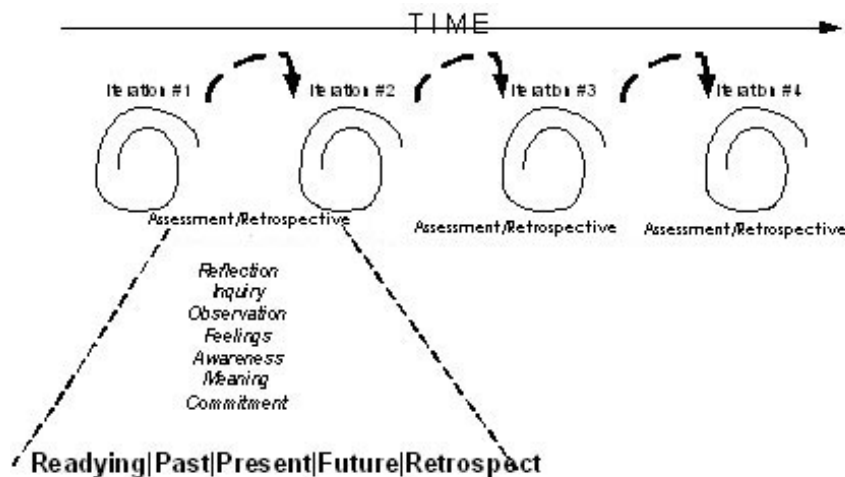 TIME
Iteration #1 Iteration #2 Iteration #3 Iteration #4
Assessment/Retrospective Assessment/Retrospective Assessment/Retrospective
Reflection
Inquiry
Observation
Feelings
Awareness
Meaning
Commitment
Readying|Past|Present|Future|Retrospect